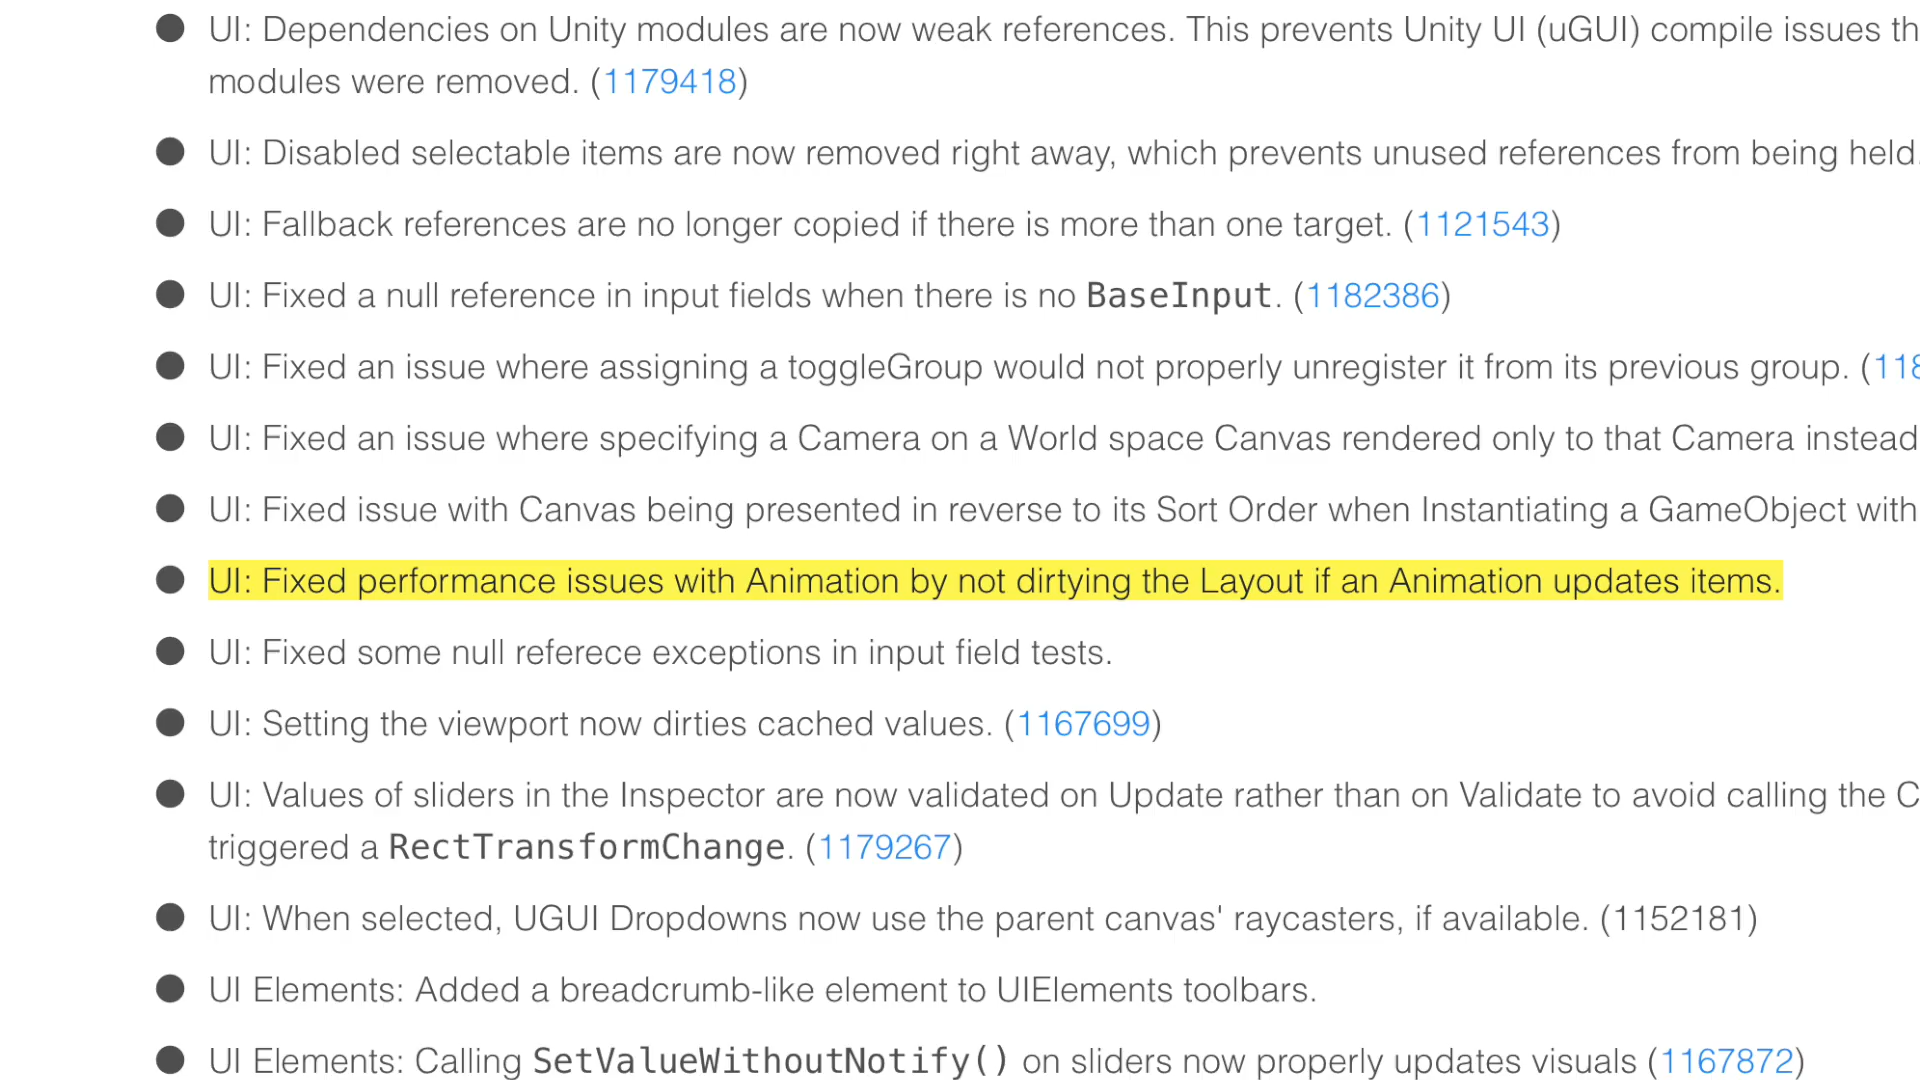 UI: Dependencies on Unity modules are now weak references. This prevents Unity UI (uGUI) compile issues th
modules were removed. (1179418)
UI: Disabled selectable items are now removed right away, which prevents unused references from being held.
UI: Fallback references are no longer copied if there is more than one target. (1121543)
UI: Fixed a null reference in input fields when there is no BaseInput. (1182386)
UI: Fixed an issue where assigning a toggleGroup would not properly unregister it from its previous group. (118
UI: Fixed an issue where specifying a Camera on a World space Canvas rendered only to that Camera instead
UI: Fixed issue with Canvas being presented in reverse to its Sort Order when Instantiating a GameObject with
UI: Fixed performance issues with Animation by not dirtying the Layout if an Animation updates items.
UI: Fixed some null referece exceptions in input field tests.
UI: Setting the viewport now dirties cached values. (1167699)
UI: Values of sliders in the Inspector are now validated on Update rather than on Validate to avoid calling the C
triggered a RectTransformChange. (1179267)
UI: When selected, UGUI Dropdowns now use the parent canvas' raycasters, if available. (1152181)
UI Elements: Added a breadcrumb-like element to UIElements toolbars.
UI Elements: Calling SetValueWithoutNotify() on sliders now properly updates visuals (1167872)